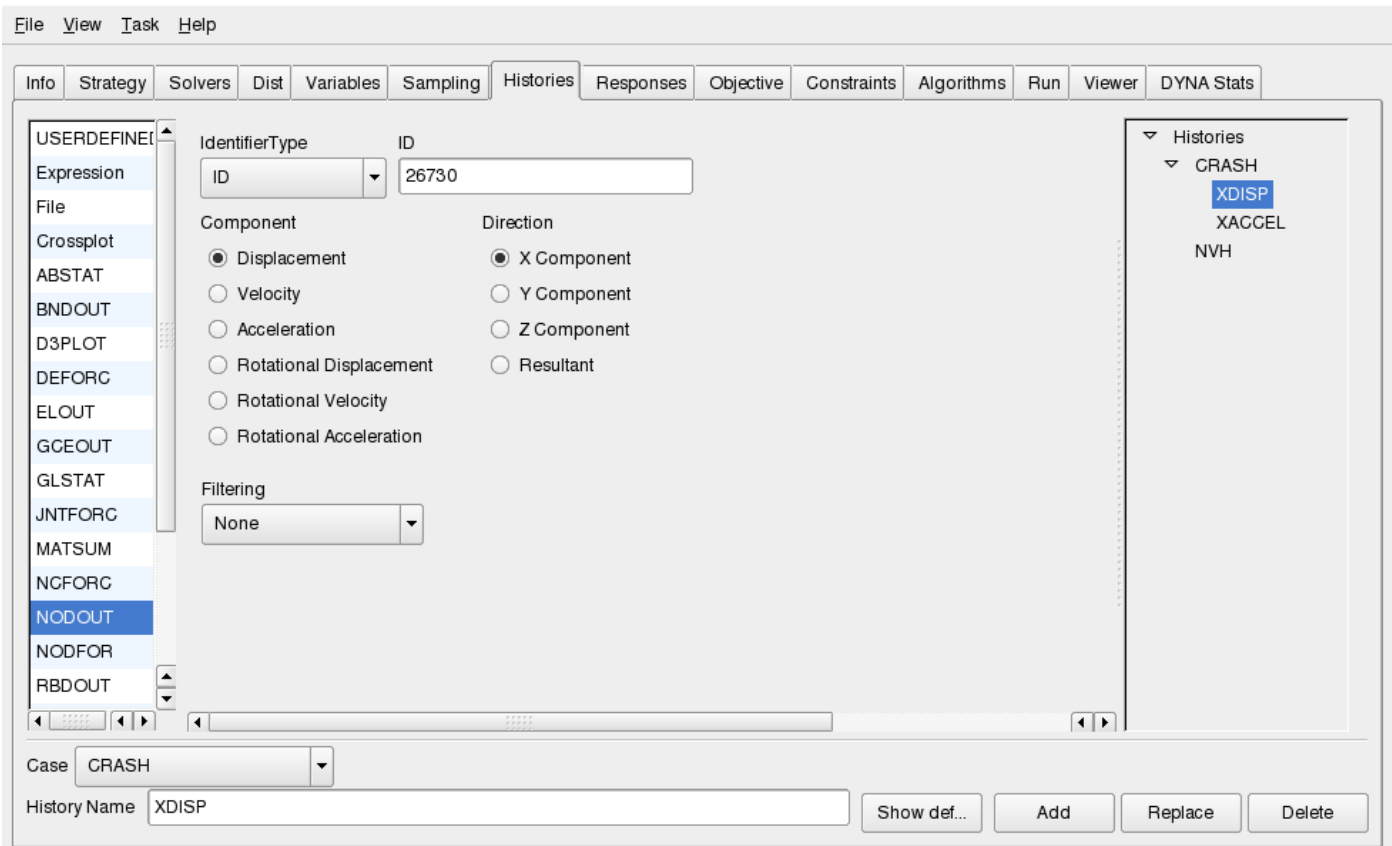 File View Task Help
Info Strategy Solvers Dist Variables Sampling Histories Responses Objective Constraints Algorithms Run Viewer DYNA Stats
USERDEFINED
Expression
File
Crossplot
ABSTAT
BNDOUT
D3PLOT
DEFORC
ELOUT
GCEOUT
GLSTAT
JNTFORC
MATSUM
NCFORC
NODOUT
NODFOR
RBDOUT
IdentifierType ID
ID 26730
Component Direction
Displacement X Component
Velocity Y Component
Acceleration Z Component
Rotational Displacement Resultant
Rotational Velocity
Rotational Acceleration
Filtering
None
Histories
CRASH
XDISP
XACCEL
NVH
Case CRASH
History Name XDISP Show def... Add Replace Delete